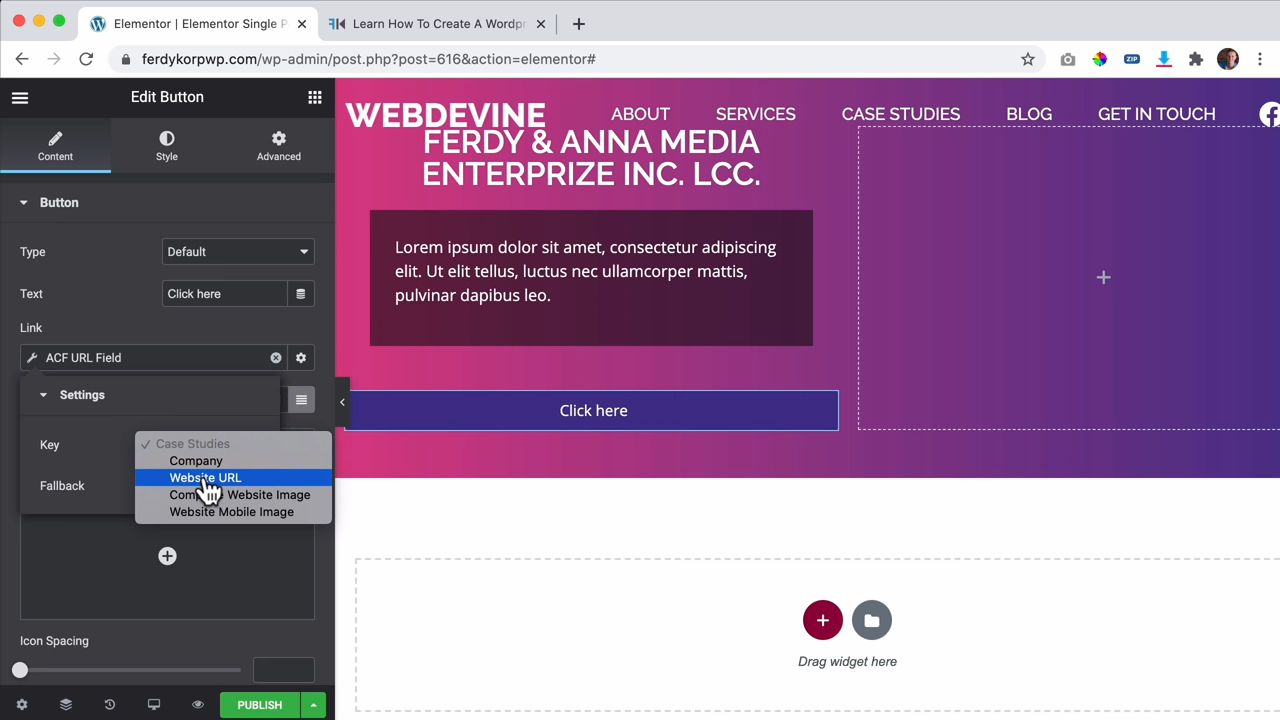 Elementor | Elementor Single P
Learn How To Create A Wordpr
ferdykorpwp.com/wp-admin/post.php?post=616&action=elementor#
ZIP
Edit Button
Content
Style
Advanced
Button
Type
Default
Text
Click here
Link
ACF URL Field
Settings
Key
Case Studies
Company
Website URL
Website Image
Website Mobile Image
Fallback
Icon Spacing
PUBLISH
WEBDEVINE
ABOUT
SERVICES
CASE STUDIES
BLOG
GET IN TOUCH
FERDY & ANNA MEDIA
ENTERPRIZE INC. LCC.
Lorem ipsum dolor sit amet, consectetur adipiscing
elit. Ut elit tellus, luctus nec ullamcorper mattis,
pulvinar dapibus leo.
Click here
Drag widget here